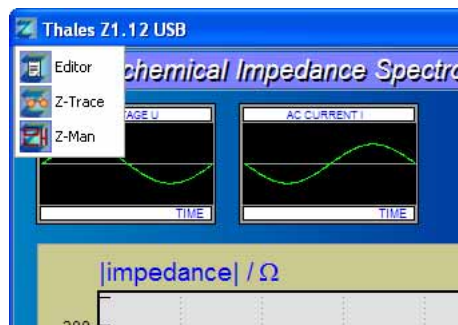 Thales Z1.12 USB
Editor
Z-Trace
Z-Man
chemical Impedance Spectro
AGE U
AC CURRENT I
TIME
TIME
|impedance| / Ω